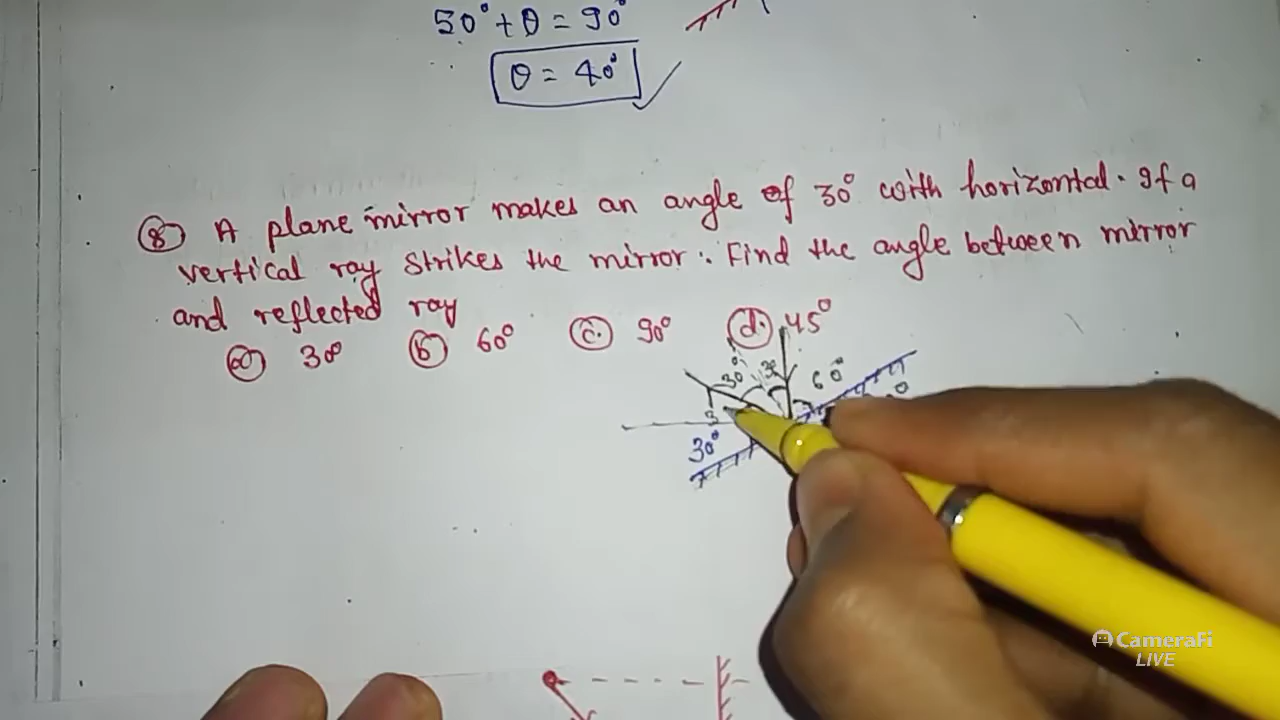 50° + θ = 90°
θ = 40°
⑧ A plane mirror makes an angle of 30° with horizontal. If a
vertical ray strikes the mirror. Find the angle between mirror
and reflected ray
ⓐ 30° ⓑ 60° ⓒ 90° ⓓ 45°
30° 30 60°
3
30°
CameraFi
LIVE